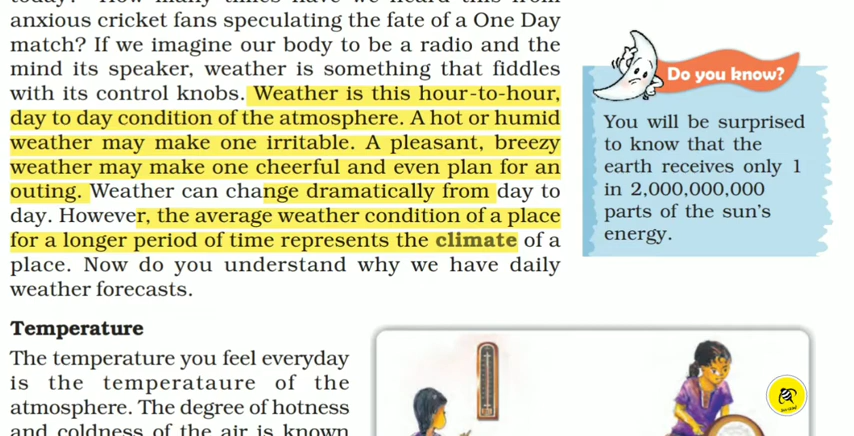 anxious cricket fans speculating the fate of a One Day
match? If we imagine our body to be a radio and the
mind its speaker, weather is something that fiddles
with its control knobs. Weather is this hour-to-hour,
day to day condition of the atmosphere. A hot or humid
weather may make one irritable. A pleasant, breezy
weather may make one cheerful and even plan for an
outing. Weather can change dramatically from day to
day. However, the average weather condition of a place
for a longer period of time represents the climate of a
place. Now do you understand why we have daily
weather forecasts.
Do you know?
You will be surprised
to know that the
earth receives only 1
in 2,000,000,000
parts of the sun's
energy.
Temperature
The temperature you feel everyday
is the temperataure of the
atmosphere. The degree of hotness
and coldness of the air is known